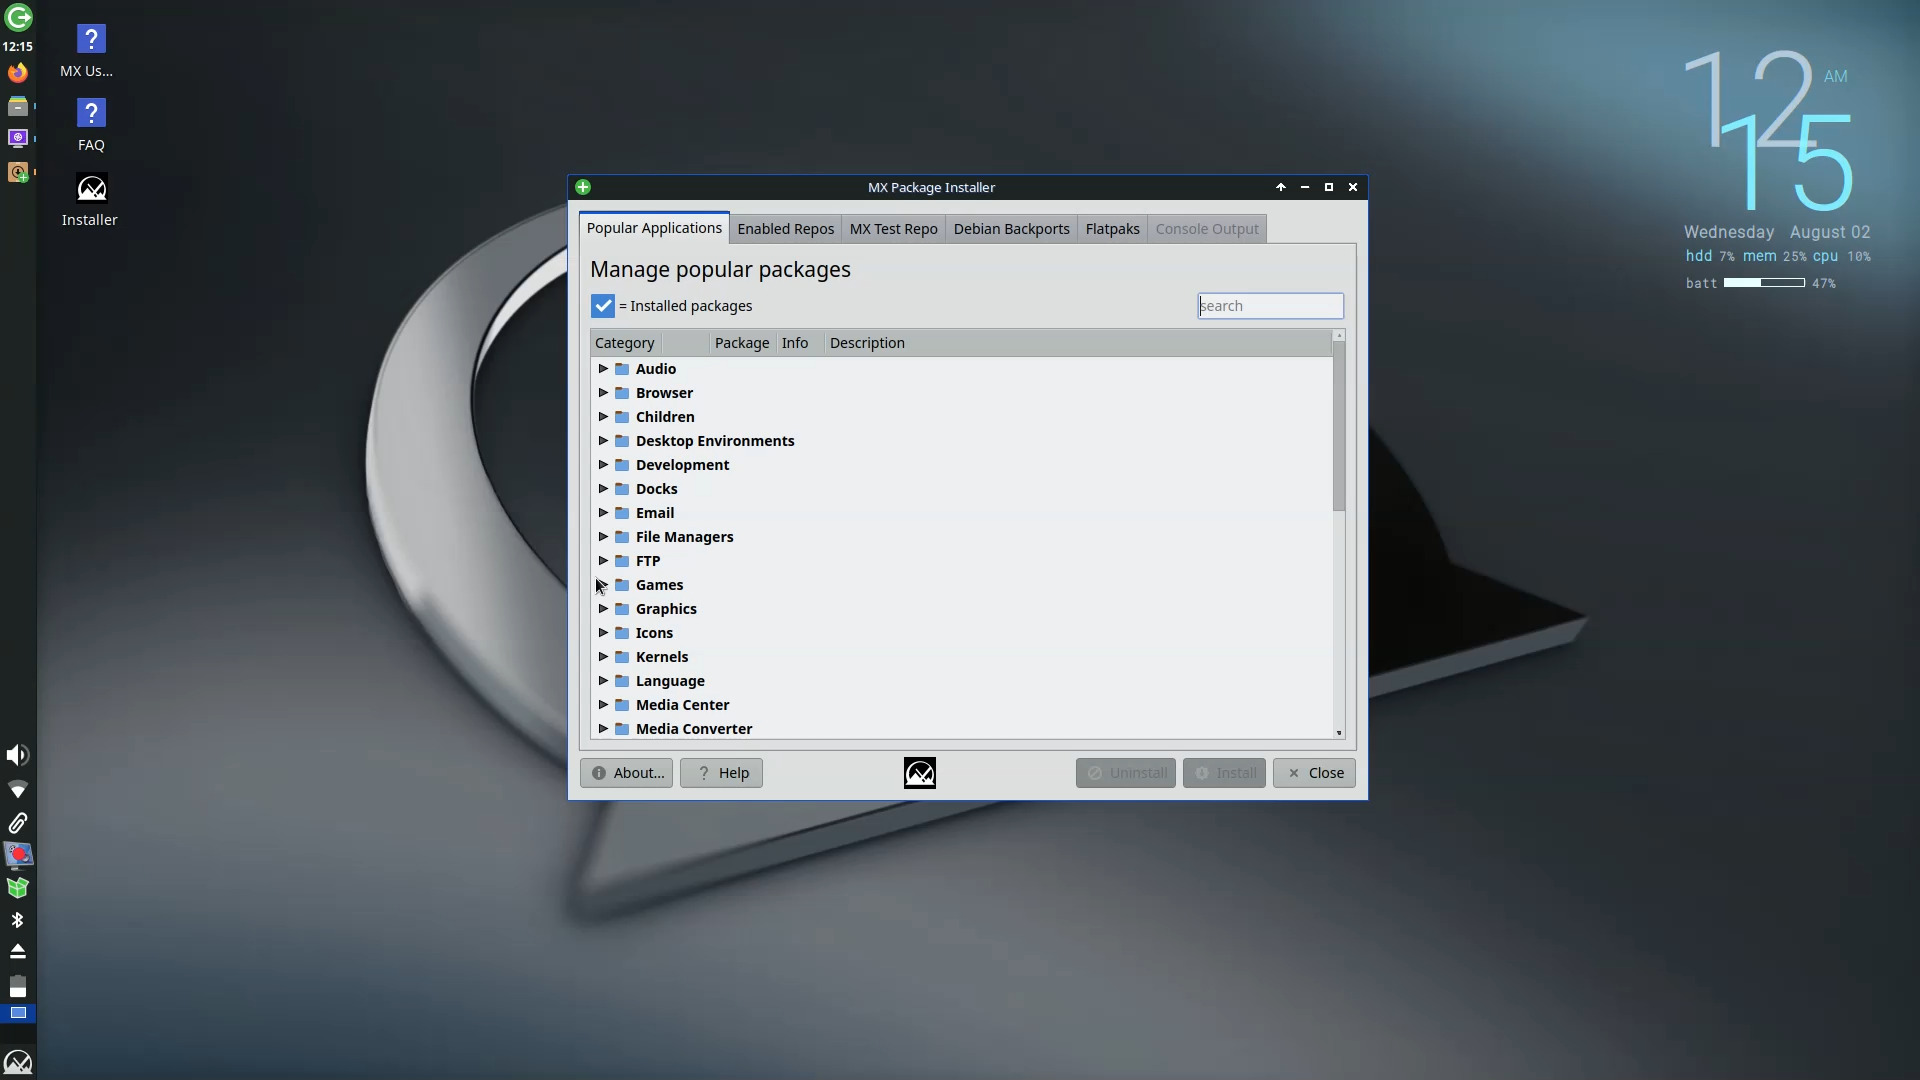 12:15
MX Us...
FAQ
Installer
MX Package Installer
Popular Applications
Enabled Repos
MX Test Repo
Debian Backports
Flatpaks
Console Output
Manage popular packages
= Installed packages
search
Category Package Info Description
Audio
Browser
Children
Desktop Environments
Development
Docks
Email
File Managers
FTP
Games
Graphics
Icons
Kernels
Language
Media Center
Media Converter
About...
? Help
Uninstall
Install
Close
12 AM
15
Wednesday August 02
hdd 7% mem 25% cpu 10%
batt 47%